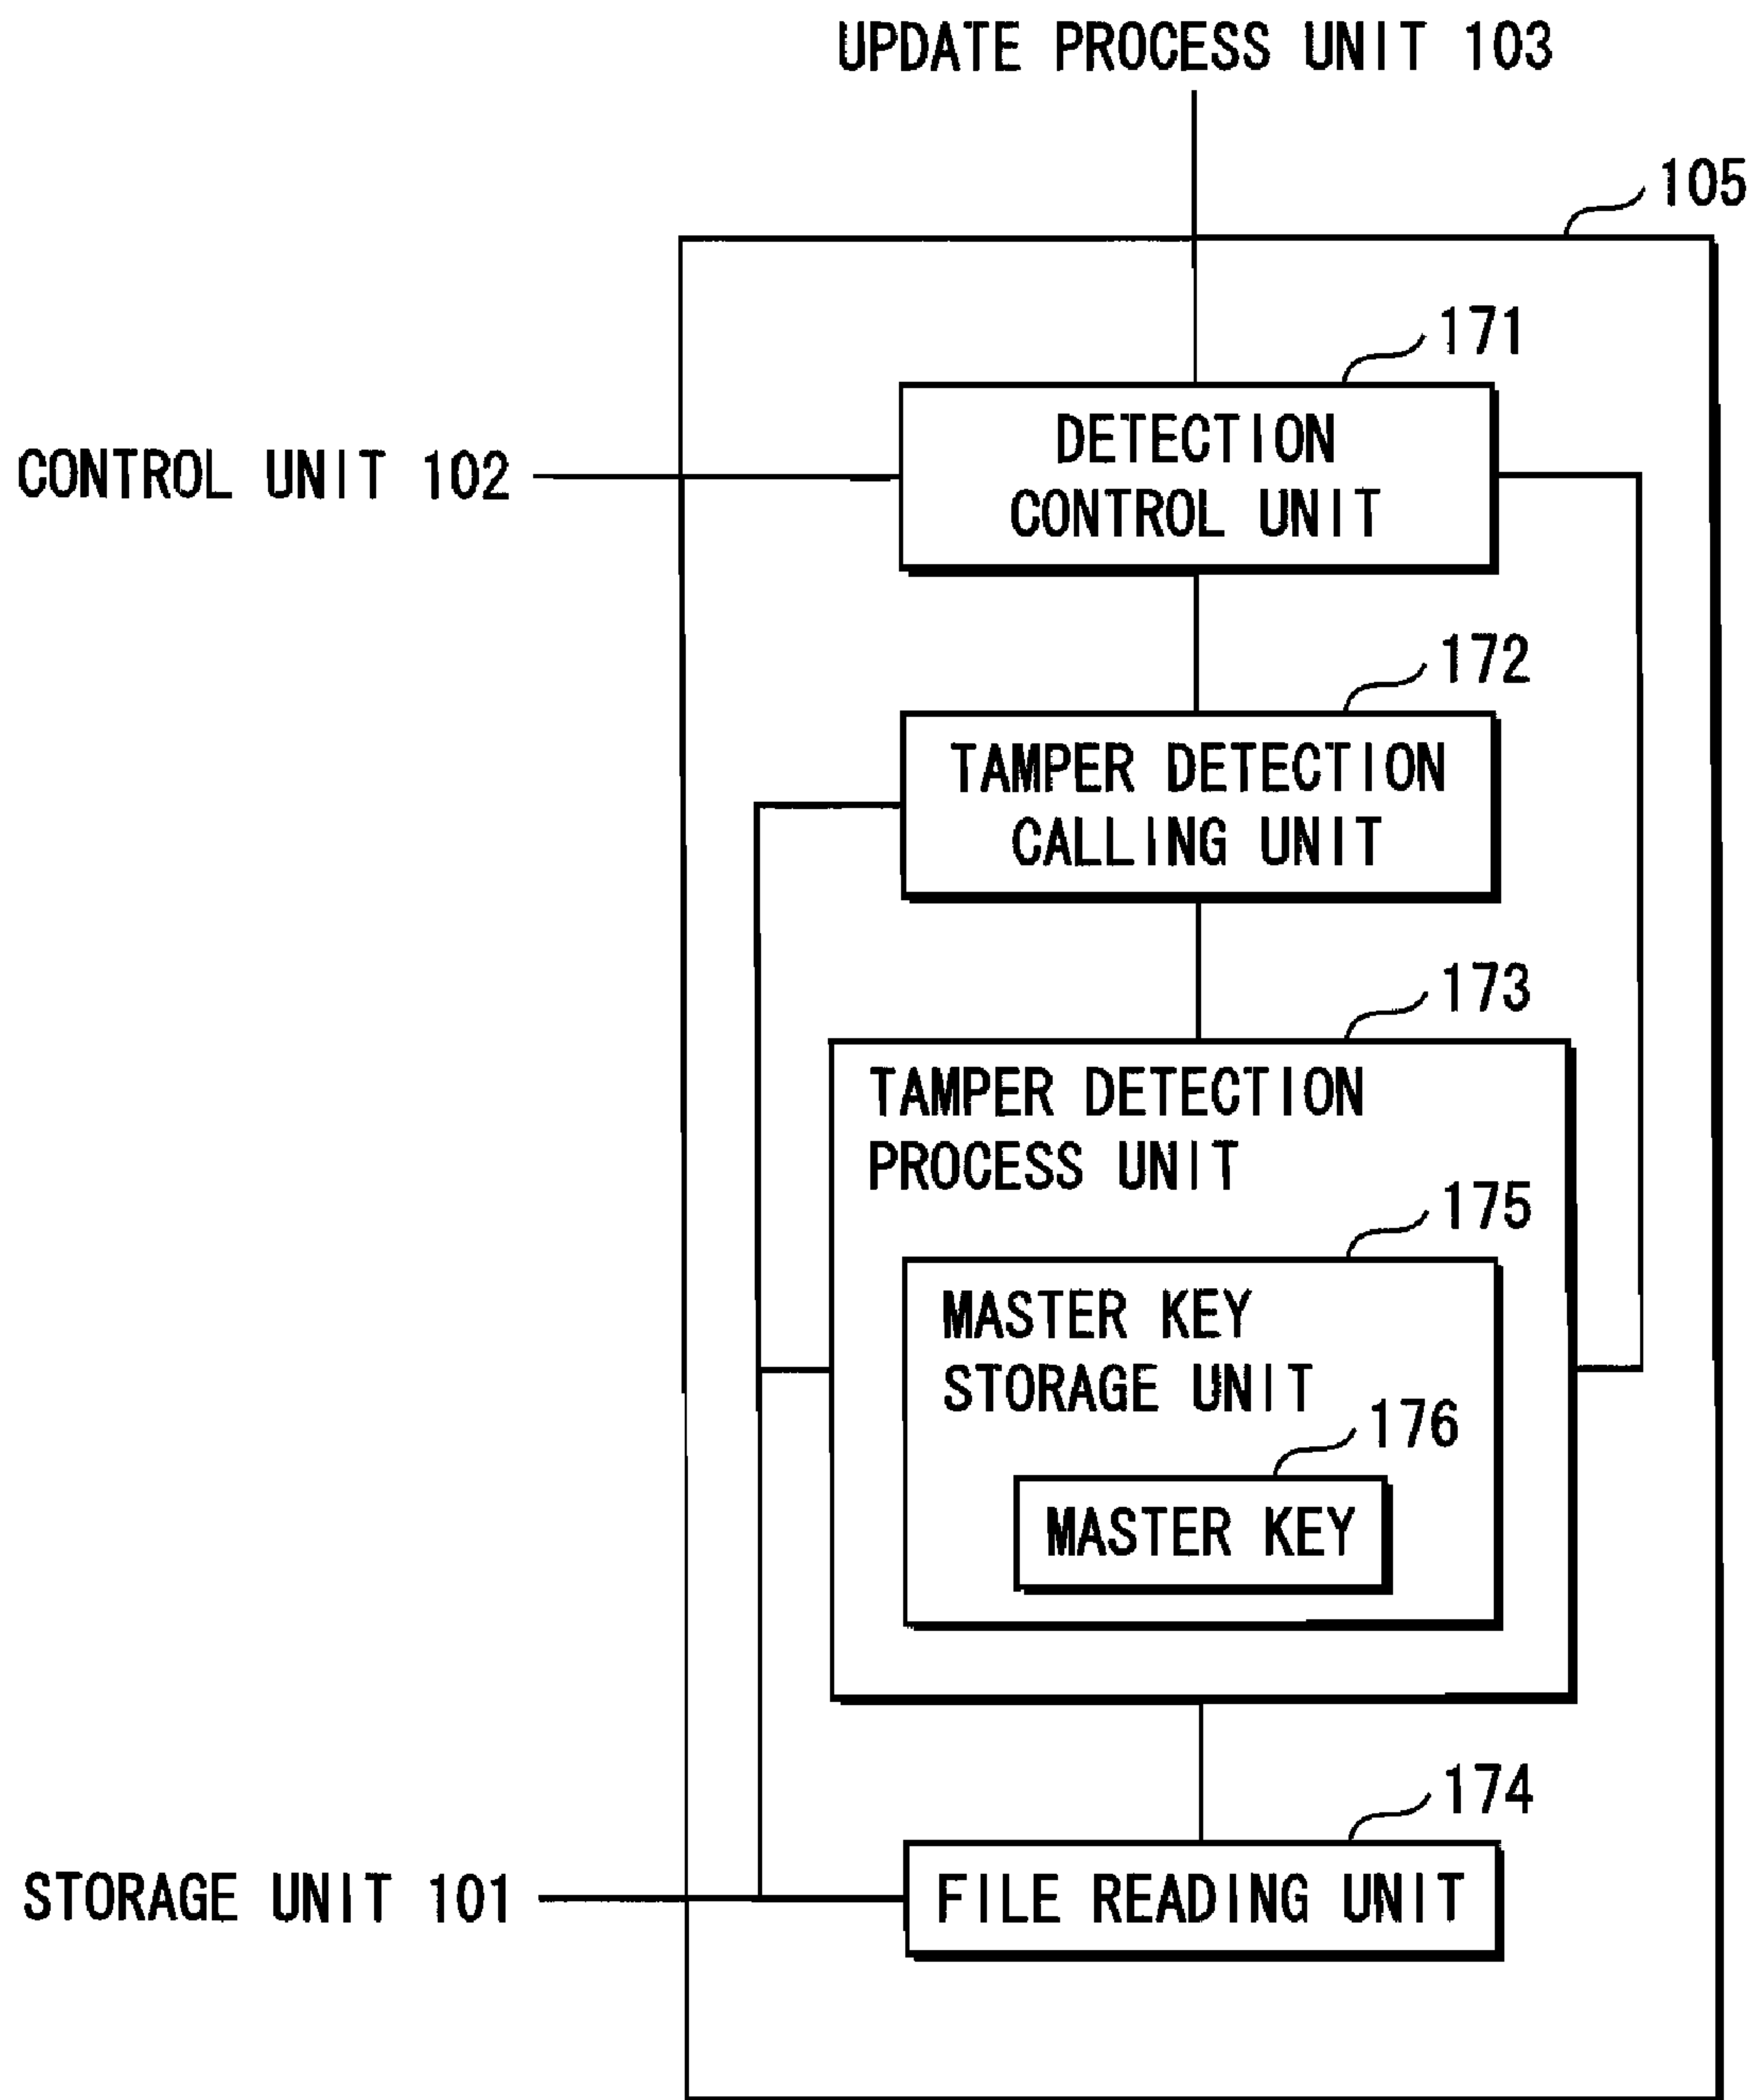 UPDATE PROCESS UNIT 103
105
171
DETECTION
CONTROL UNIT
CONTROL UNIT 102
172
TAMPER DETECTION
CALLING UNIT
173
TAMPER DETECTION
PROCESS UNIT
175
MASTER KEY
STORAGE UNIT
176
MASTER KEY
174
STORAGE UNIT 101
FILE READING UNIT